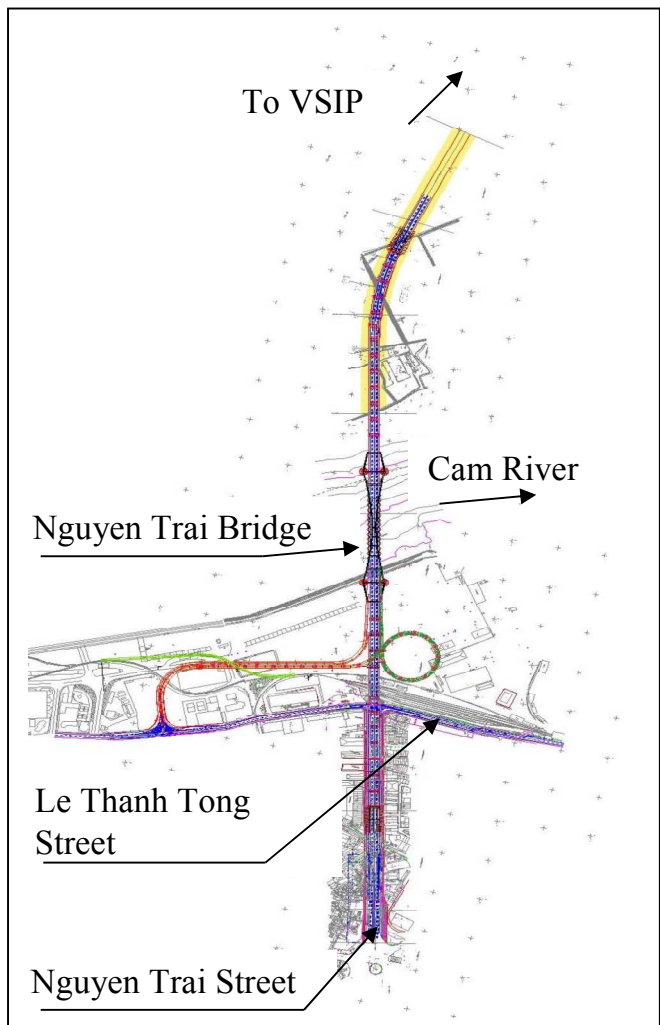 To VSIP
Cam River
Nguyen Trai Bridge
Le Thanh Tong
Street
Nguyen Trai Street